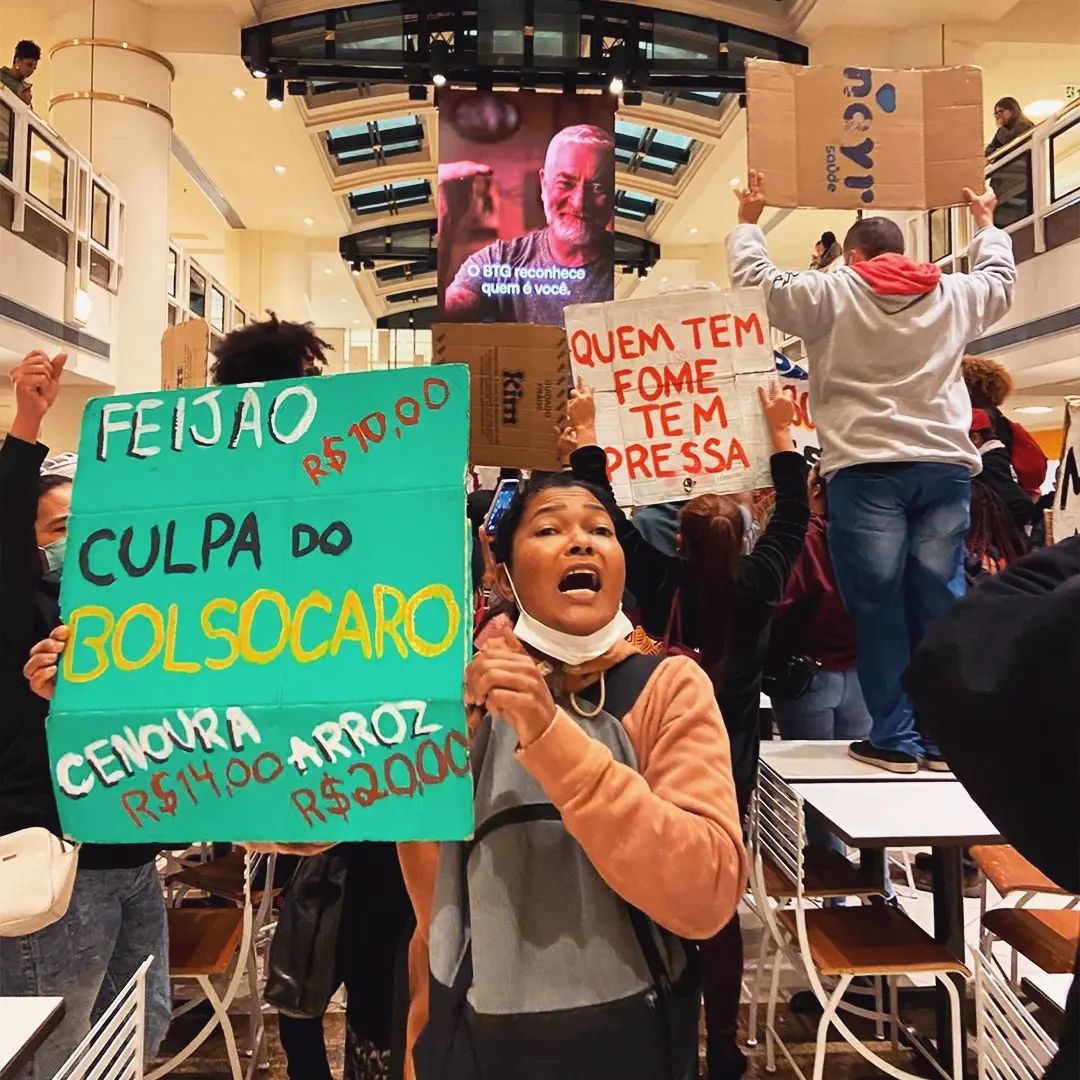 FEIJÃO
R$10,00
CULPA DO
BOLSOCARO
CENOURA
R$14,00
ARROZ
R$20,00
O BTG reconhece
quem é você.
QUEM TEM
FOME
TEM
PRESSA
Kim
ncvr
saúde